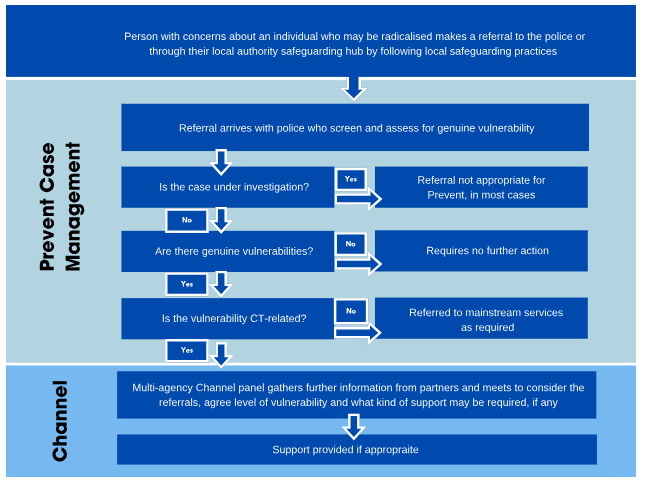 Person with concerns about an individual who may be radicalised makes a referral to the police or
through their local authority safeguarding hub by following local safeguarding practices
Prevent Case
Management
Referral arrives with police who screen and assess for genuine vulnerability
Is the case under investigation?
Yes
Referral not appropriate for
Prevent, in most cases
No
Are there genuine vulnerabilities?
No
Requires no further action
Yes
Is the vulnerability CT-related?
No
Referred to mainstream services
as required
Yes
Channel
Multi-agency Channel panel gathers further information from partners and meets to consider the
referrals, agree level of vulnerability and what kind of support may be required, if any
Support provided if appropraite